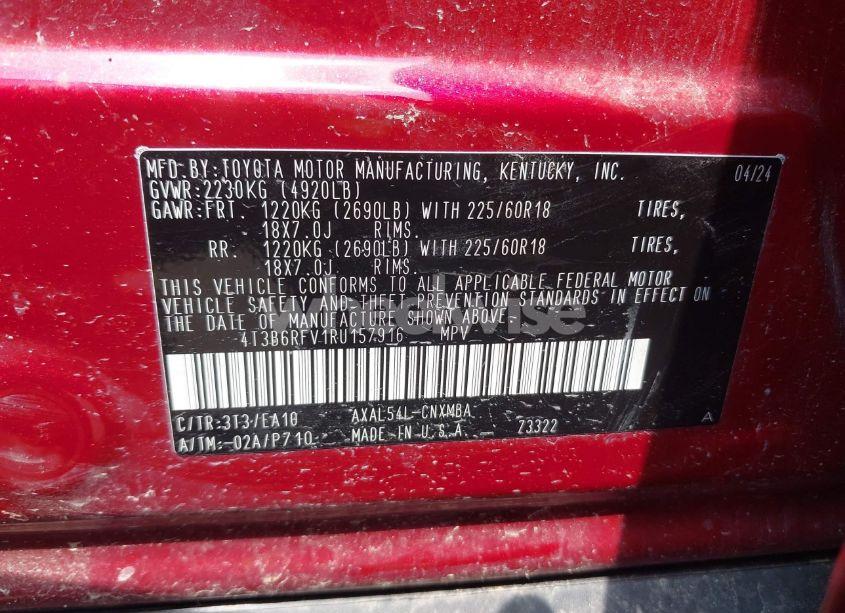 MFD.BY:TOYOTA MOTOR MANUFACTURING, KENTUCKY, INC. 04/24
GVWR:2230KG (4920LB)
GAWR:FRT. 1220KG (2690LB) WITH 225/60R18 TIRES,
18X7.0J RIMS.
RR. 1220KG (2690LB) WITH 225/60R18 TIRES,
18X7.0J RIMS.
THIS VEHICLE CONFORMS TO ALL APPLICABLE FEDERAL MOTOR
VEHICLE SAFETY AND THEFT PREVENTION STANDARDS IN EFFECT ON
THE DATE OF MANUFACTURE SHOWN ABOVE.
4T3B6RFV1RU157916 MPV
C/TR:3T3/EA10 AXAL54L-CNXMBA
A/TM:-02A/P710 MADE IN U.S.A. 73322 A